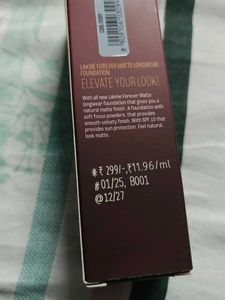 LAKMÉ FOREVER MATTE LONGWEAR
FOUNDATION
ELEVATE YOUR LOOK!
With all new Lakme Forever Matte
longwear foundation that gives you a
natural matte finish. A foundation with
soft focus powders, that provides
smooth velvety finish. With SPF 15 that
provides sun protection. Feel natural,
look matte.
*₹ 299/-,₹11.96/ml
#01/25, B001
@12/27